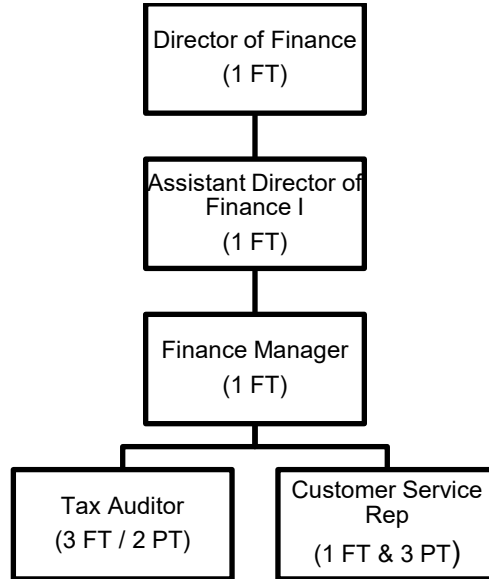 Director of Finance
(1 FT)
Assistant Director of
Finance I
(1 FT)
Finance Manager
(1 FT)
Tax Auditor
(3 FT / 2 PT)
Customer Service
Rep
(1 FT & 3 PT)